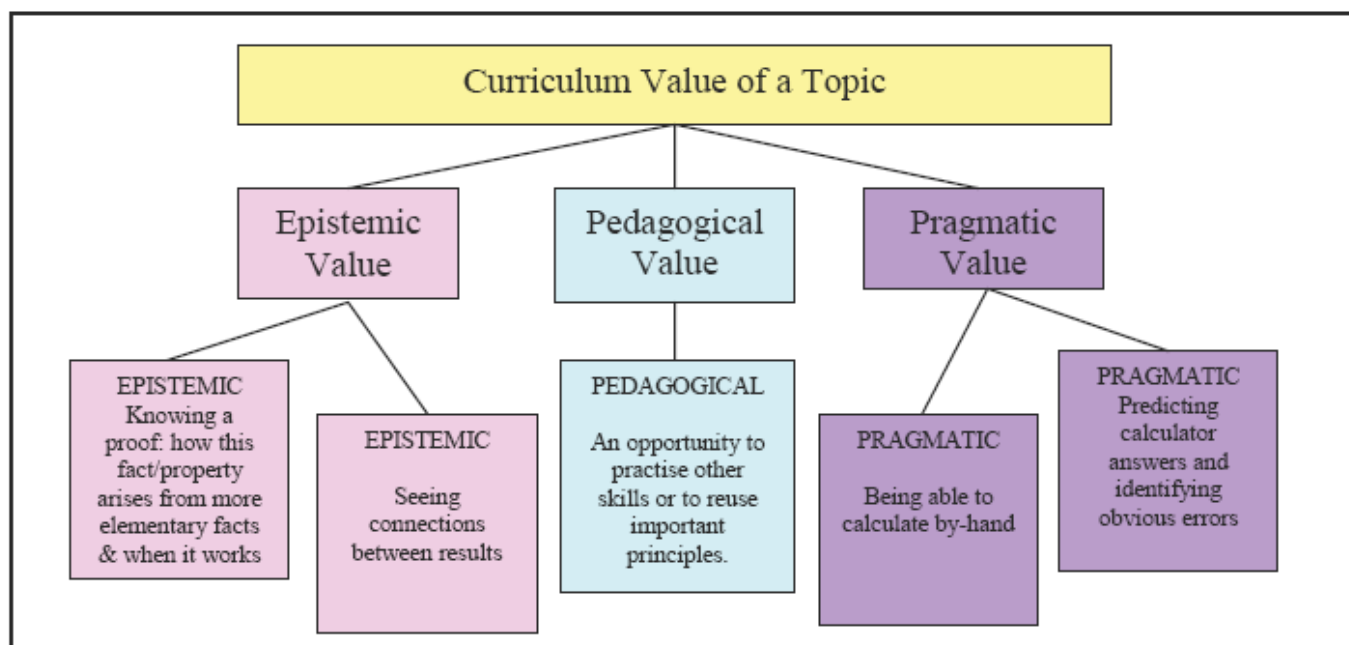 Curriculum Value of a Topic
Epistemic
Value
Pedagogical
Value
Pragmatic
Value
EPISTEMIC
Knowing a
proof: how this
fact/property
arises from more
elementary facts
& when it works
EPISTEMIC
Seeing
connections
between results
PEDAGOGICAL
An opportunity to
practise other
skills or to reuse
important
principles.
PRAGMATIC
Being able to
calculate by-hand
PRAGMATIC
Predicting
calculator
answers and
identifying
obvious errors